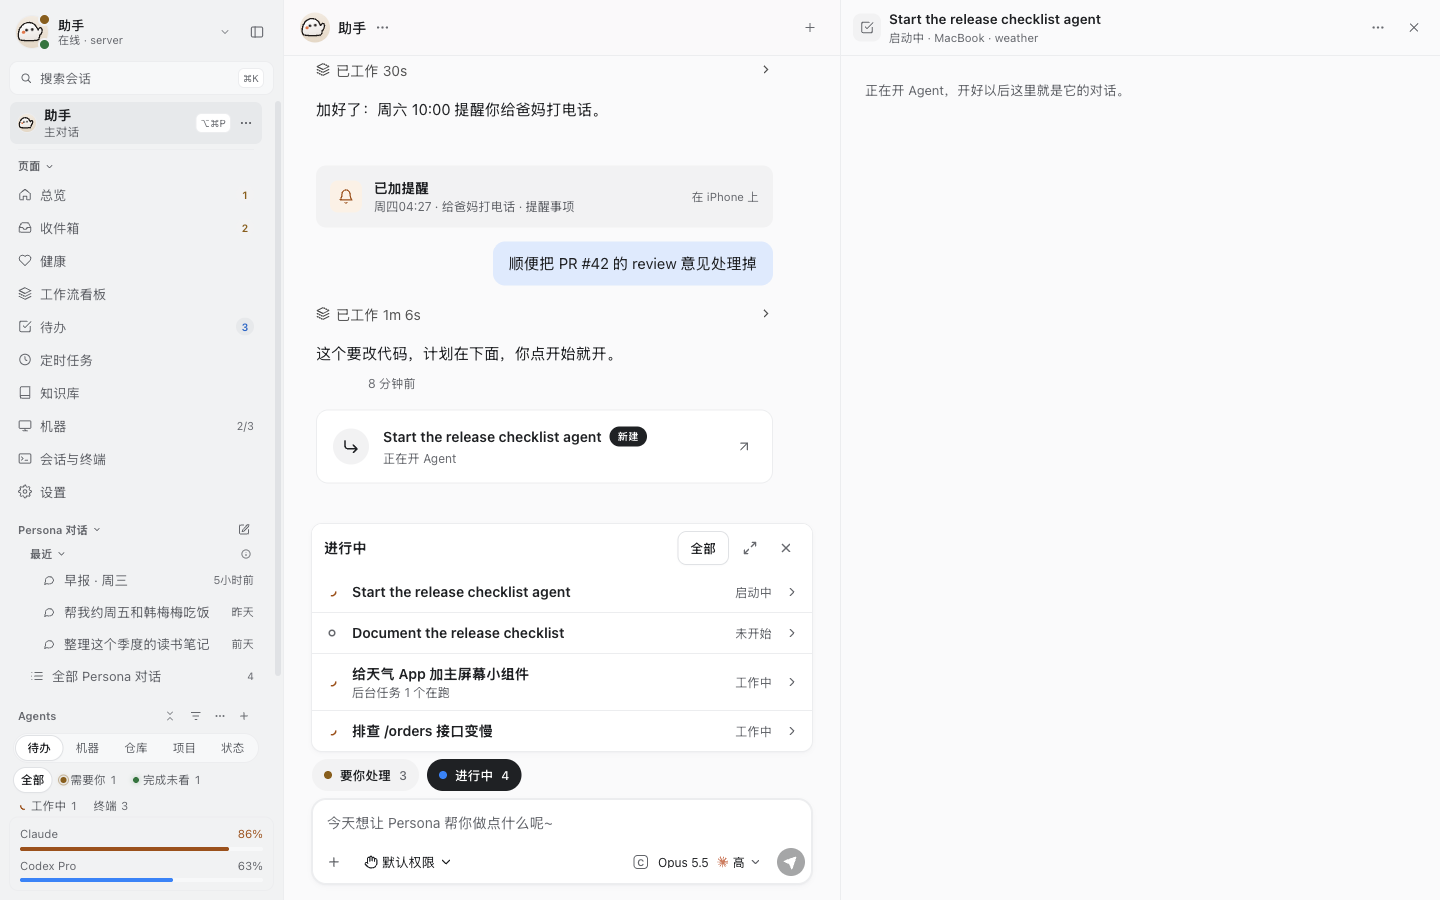 助手
在线 · server
搜索会话
⌘K
助手
主对话
⌥⌘P
页面
总览
1
收件箱
2
健康
工作流看板
待办
3
定时任务
知识库
机器
2/3
会话与终端
设置
Persona 对话
最近
早报 · 周三
5小时前
帮我约周五和韩梅梅吃饭
昨天
整理这个季度的读书笔记
前天
全部 Persona 对话
4
Agents
待办
机器
仓库
项目
状态
全部
需要你 1
完成未看 1
工作中 1
终端 3
Claude
86%
Codex Pro
63%
助手
已工作 30s
加好了：周六 10:00 提醒你给爸妈打电话。
已加提醒
周四04:27 · 给爸妈打电话 · 提醒事项
在 iPhone 上
顺便把 PR #42 的 review 意见处理掉
已工作 1m 6s
这个要改代码，计划在下面，你点开始就开。
8 分钟前
Start the release checklist agent
新建
正在开 Agent
进行中
全部
Start the release checklist agent
启动中
Document the release checklist
未开始
给天气 App 加主屏幕小组件
后台任务 1 个在跑
工作中
排查 /orders 接口变慢
工作中
要你处理 3
进行中 4
今天想让 Persona 帮你做点什么呢~
默认权限
C
Opus 5.5
高
Start the release checklist agent
启动中 · MacBook · weather
正在开 Agent，开好以后这里就是它的对话。